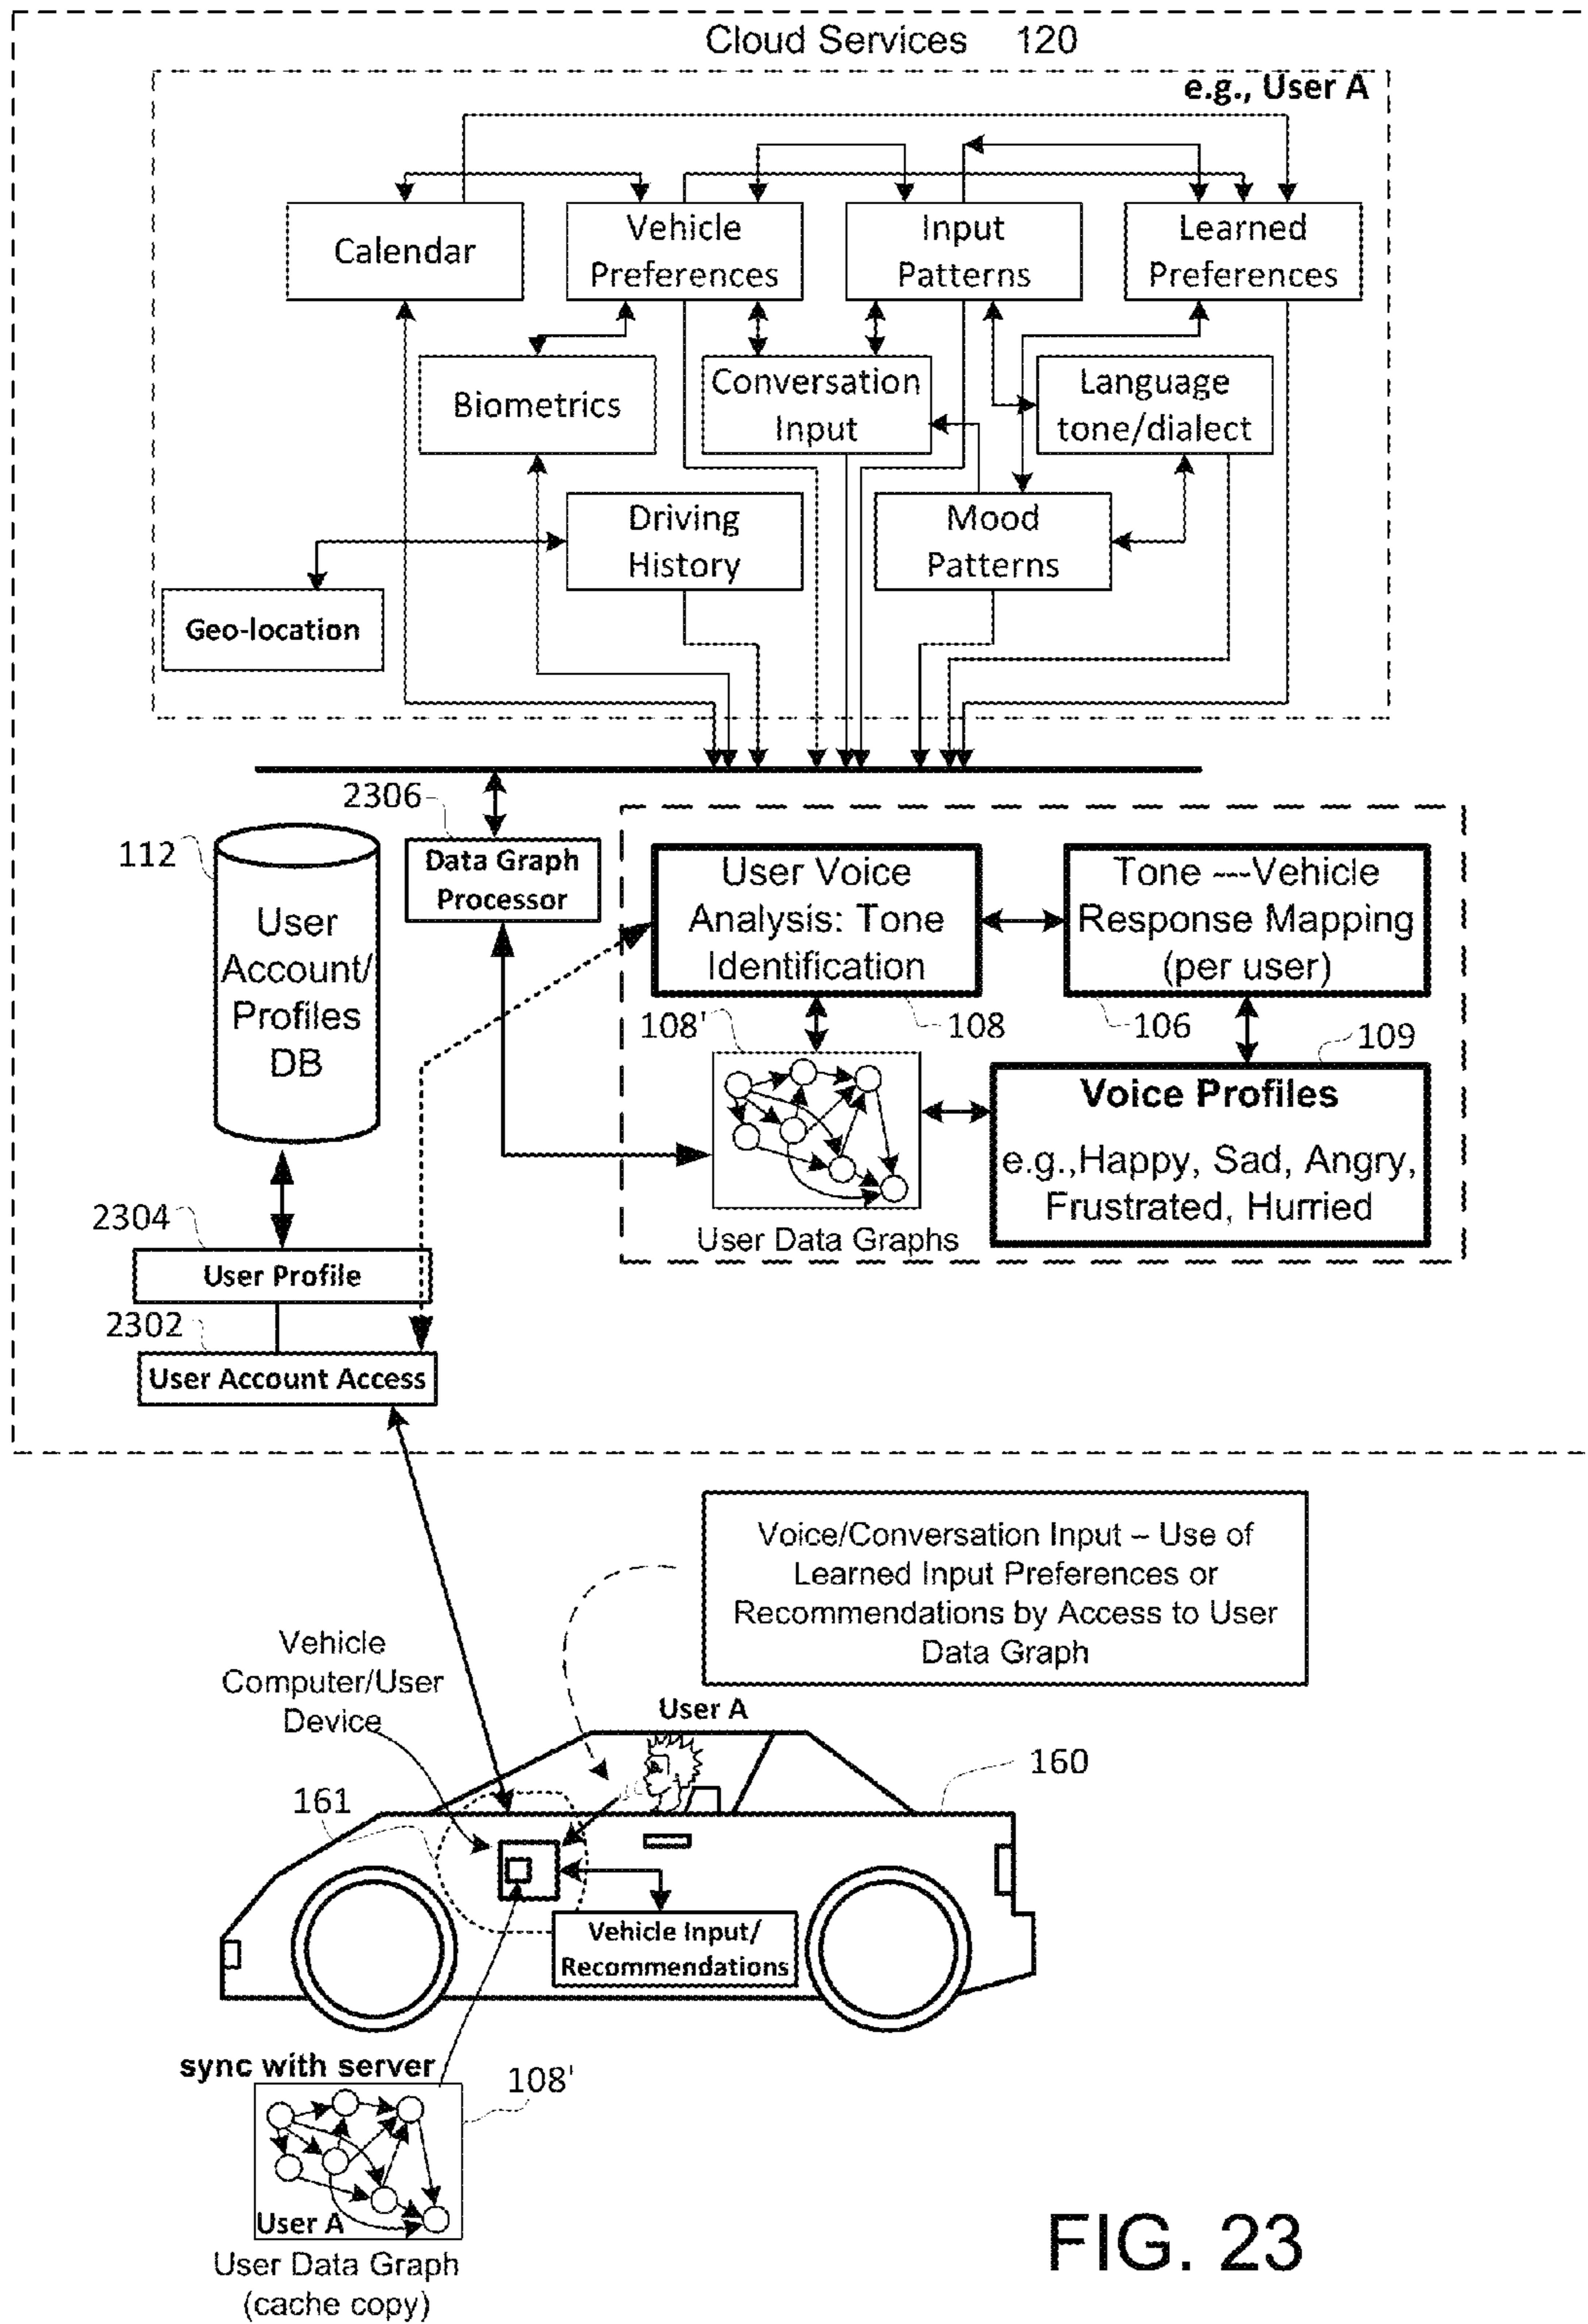 Cloud Services 120
e.g., User A
Calendar
Vehicle
Preferences
Input
Patterns
Learned
Preferences
Biometrics
Conversation
Input
Language
tone/dialect
Driving
History
Mood
Patterns
Geo-location
2306
112
User
Account/
Profiles
DB
Data Graph
Processor
User Voice
Analysis: Tone
Identification
Tone ---Vehicle
Response Mapping
(per user)
108'
108
106
109
Voice Profiles
e.g.,Happy, Sad, Angry,
Frustrated, Hurried
User Data Graphs
2304
User Profile
2302
User Account Access
Voice/Conversation Input – Use of
Learned Input Preferences or
Recommendations by Access to User
Data Graph
Vehicle
Computer/User
Device
User A
160
161
Vehicle Input/
Recommendations
sync with server
108'
User A
User Data Graph
(cache copy)
FIG. 23